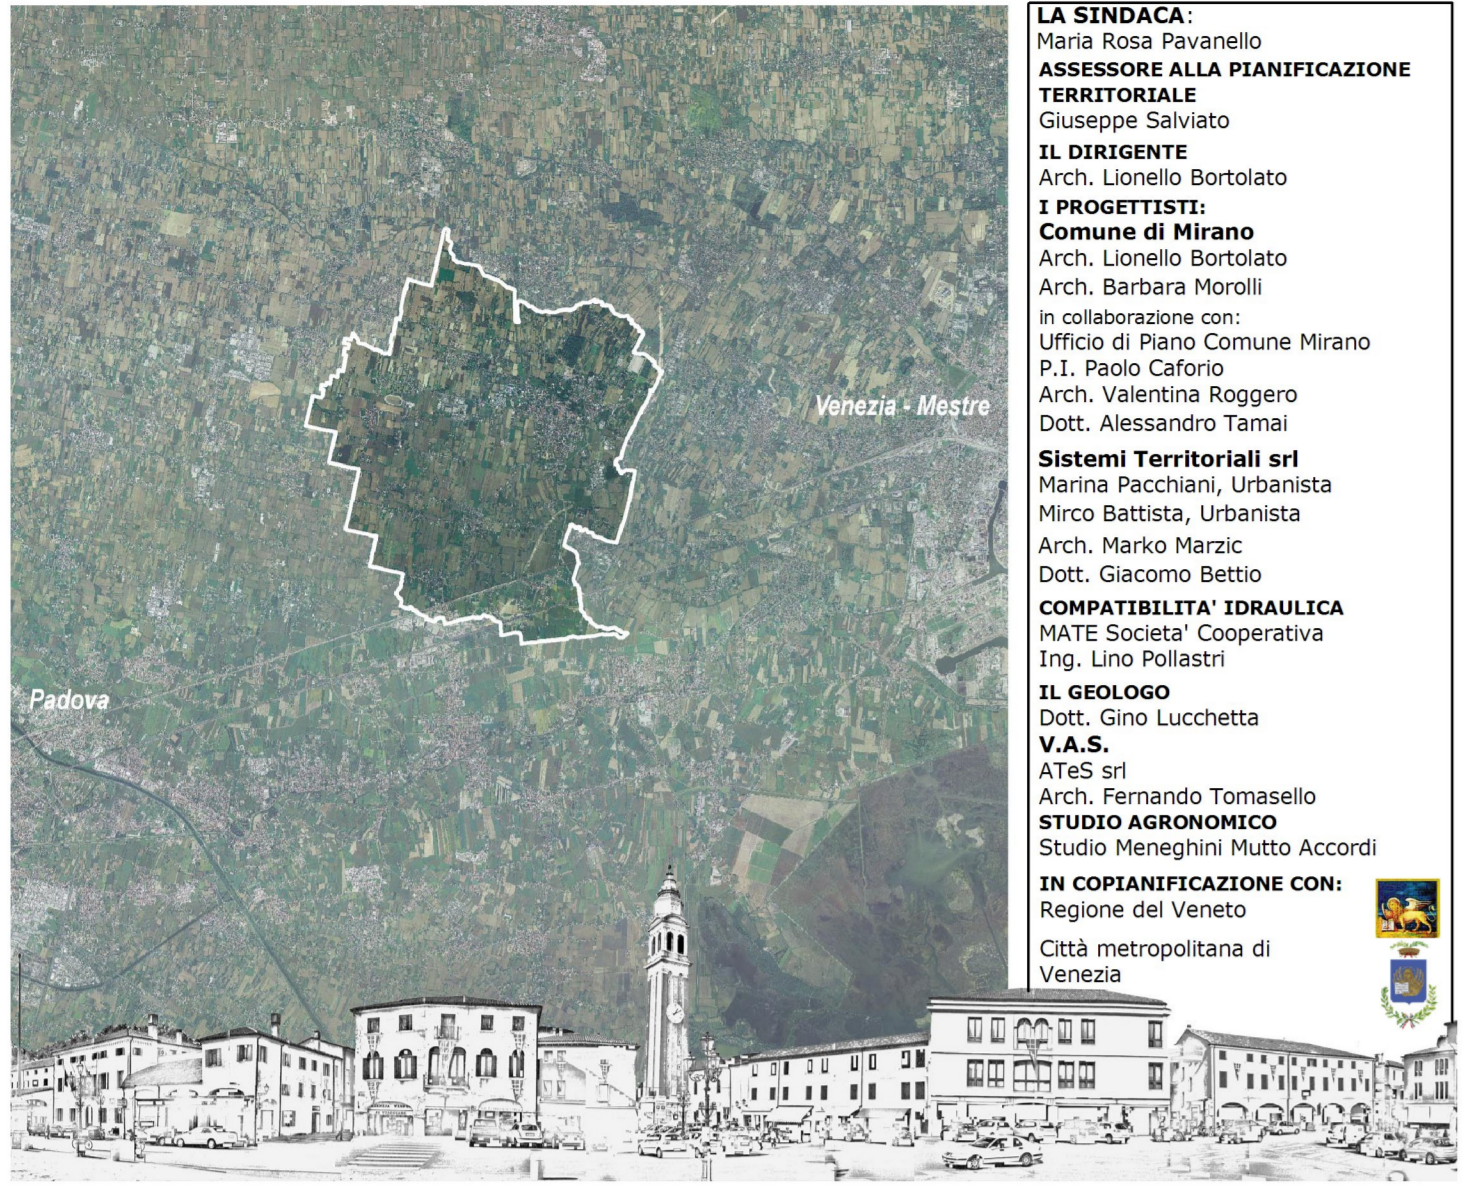 LA SINDACA:
Maria Rosa Pavanello
ASSESSORE ALLA PIANIFICAZIONE
TERRITORIALE
Giuseppe Salviato
IL DIRIGENTE
Arch. Lionello Bortolato
I PROGETTISTI:
Comune di Mirano
Arch. Lionello Bortolato
Arch. Barbara Morolli
in collaborazione con:
Ufficio di Piano Comune Mirano
P.I. Paolo Caforio
Arch. Valentina Roggero
Dott. Alessandro Tamai
Sistemi Territoriali srl
Marina Pacchiani, Urbanista
Mirco Battista, Urbanista
Arch. Marko Marzic
Dott. Giacomo Bettio
COMPATIBILITA' IDRAULICA
MATE Societa' Cooperativa
Ing. Lino Pollastri
IL GEOLOGO
Dott. Gino Lucchetta
V.A.S.
ATeS srl
Arch. Fernando Tomasello
STUDIO AGRONOMICO
Studio Meneghini Mutto Accordi
IN COPIANIFICAZIONE CON:
Regione del Veneto
Città metropolitana di
Venezia
Venezia - Mestre
Padova